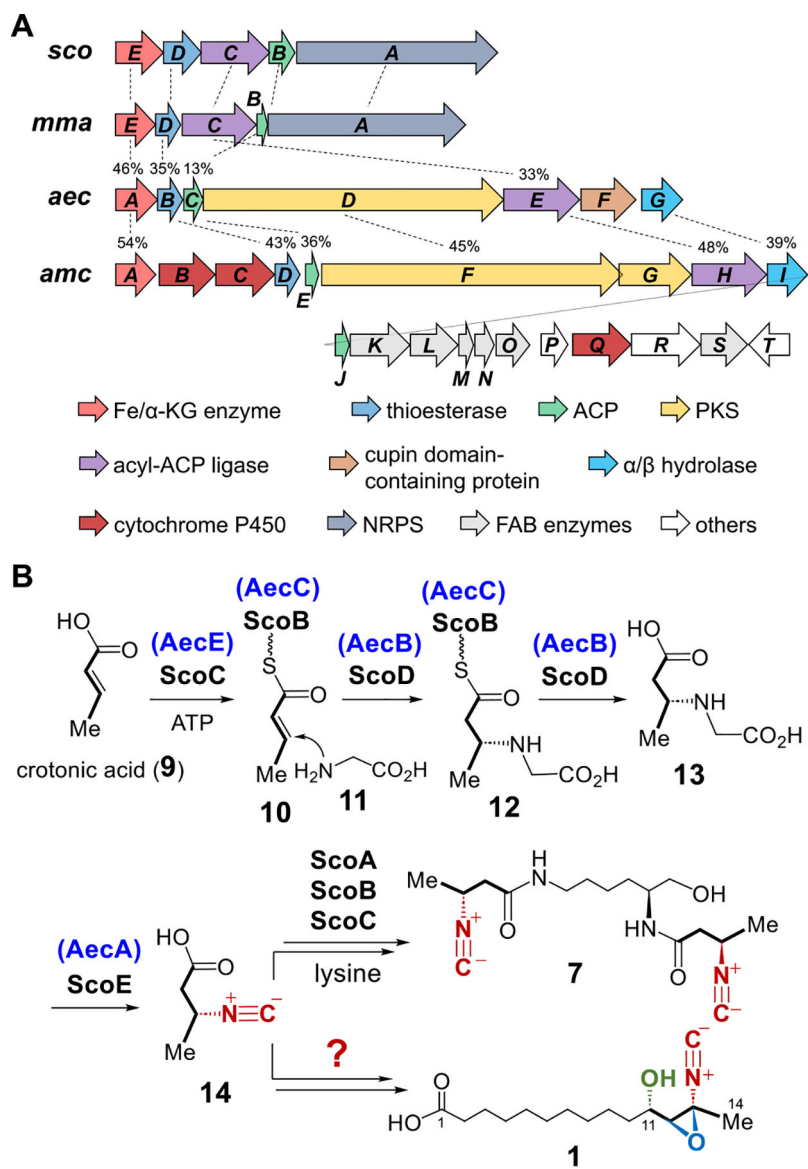 A
sco E D C B A
B
mma E D C A
46% 35% 13% 33%
aec A B C D E F G
54% 43% 36% 45% 48% 39%
amc A B C D F G H I
E
K L O P Q R S T
J M N
Fe/α-KG enzyme thioesterase ACP PKS
acyl-ACP ligase cupin domain- α/β hydrolase
containing protein
cytochrome P450 NRPS FAB enzymes others
B
(AecC) (AecC)
HO O (AecE) ScoB (AecB) ScoB (AecB) HO O
ScoC S O ScoD S O ScoD NH
Me ATP Me H2N CO2H NH Me CO2H
crotonic acid (9) Me CO2H
10 11 12 13
ScoA
ScoB
ScoC
Me O H N OH
(AecA) HO O N+ C− HN Me
ScoE N+≡C− lysine 7 O N+ C−
Me ? C− N+
14 OH
O HO 1 11 O Me 14
1